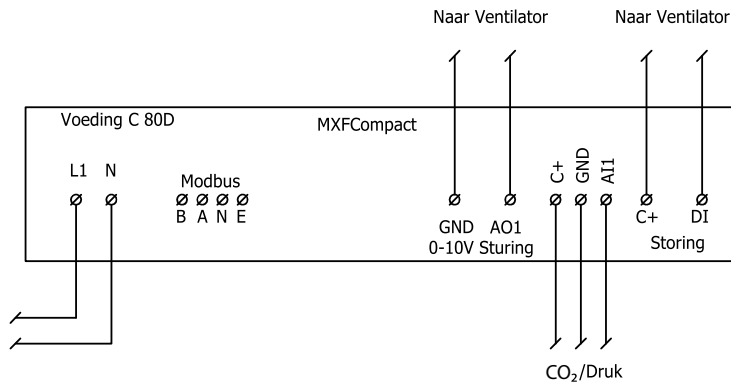 Naar Ventilator
Naar Ventilator
Voeding C 80D
MXFCompact
L1 N
Modbus
B A N E
C+
GND
AI1
GND AO1
0-10V Sturing
C+ DI
Storing
CO₂/Druk